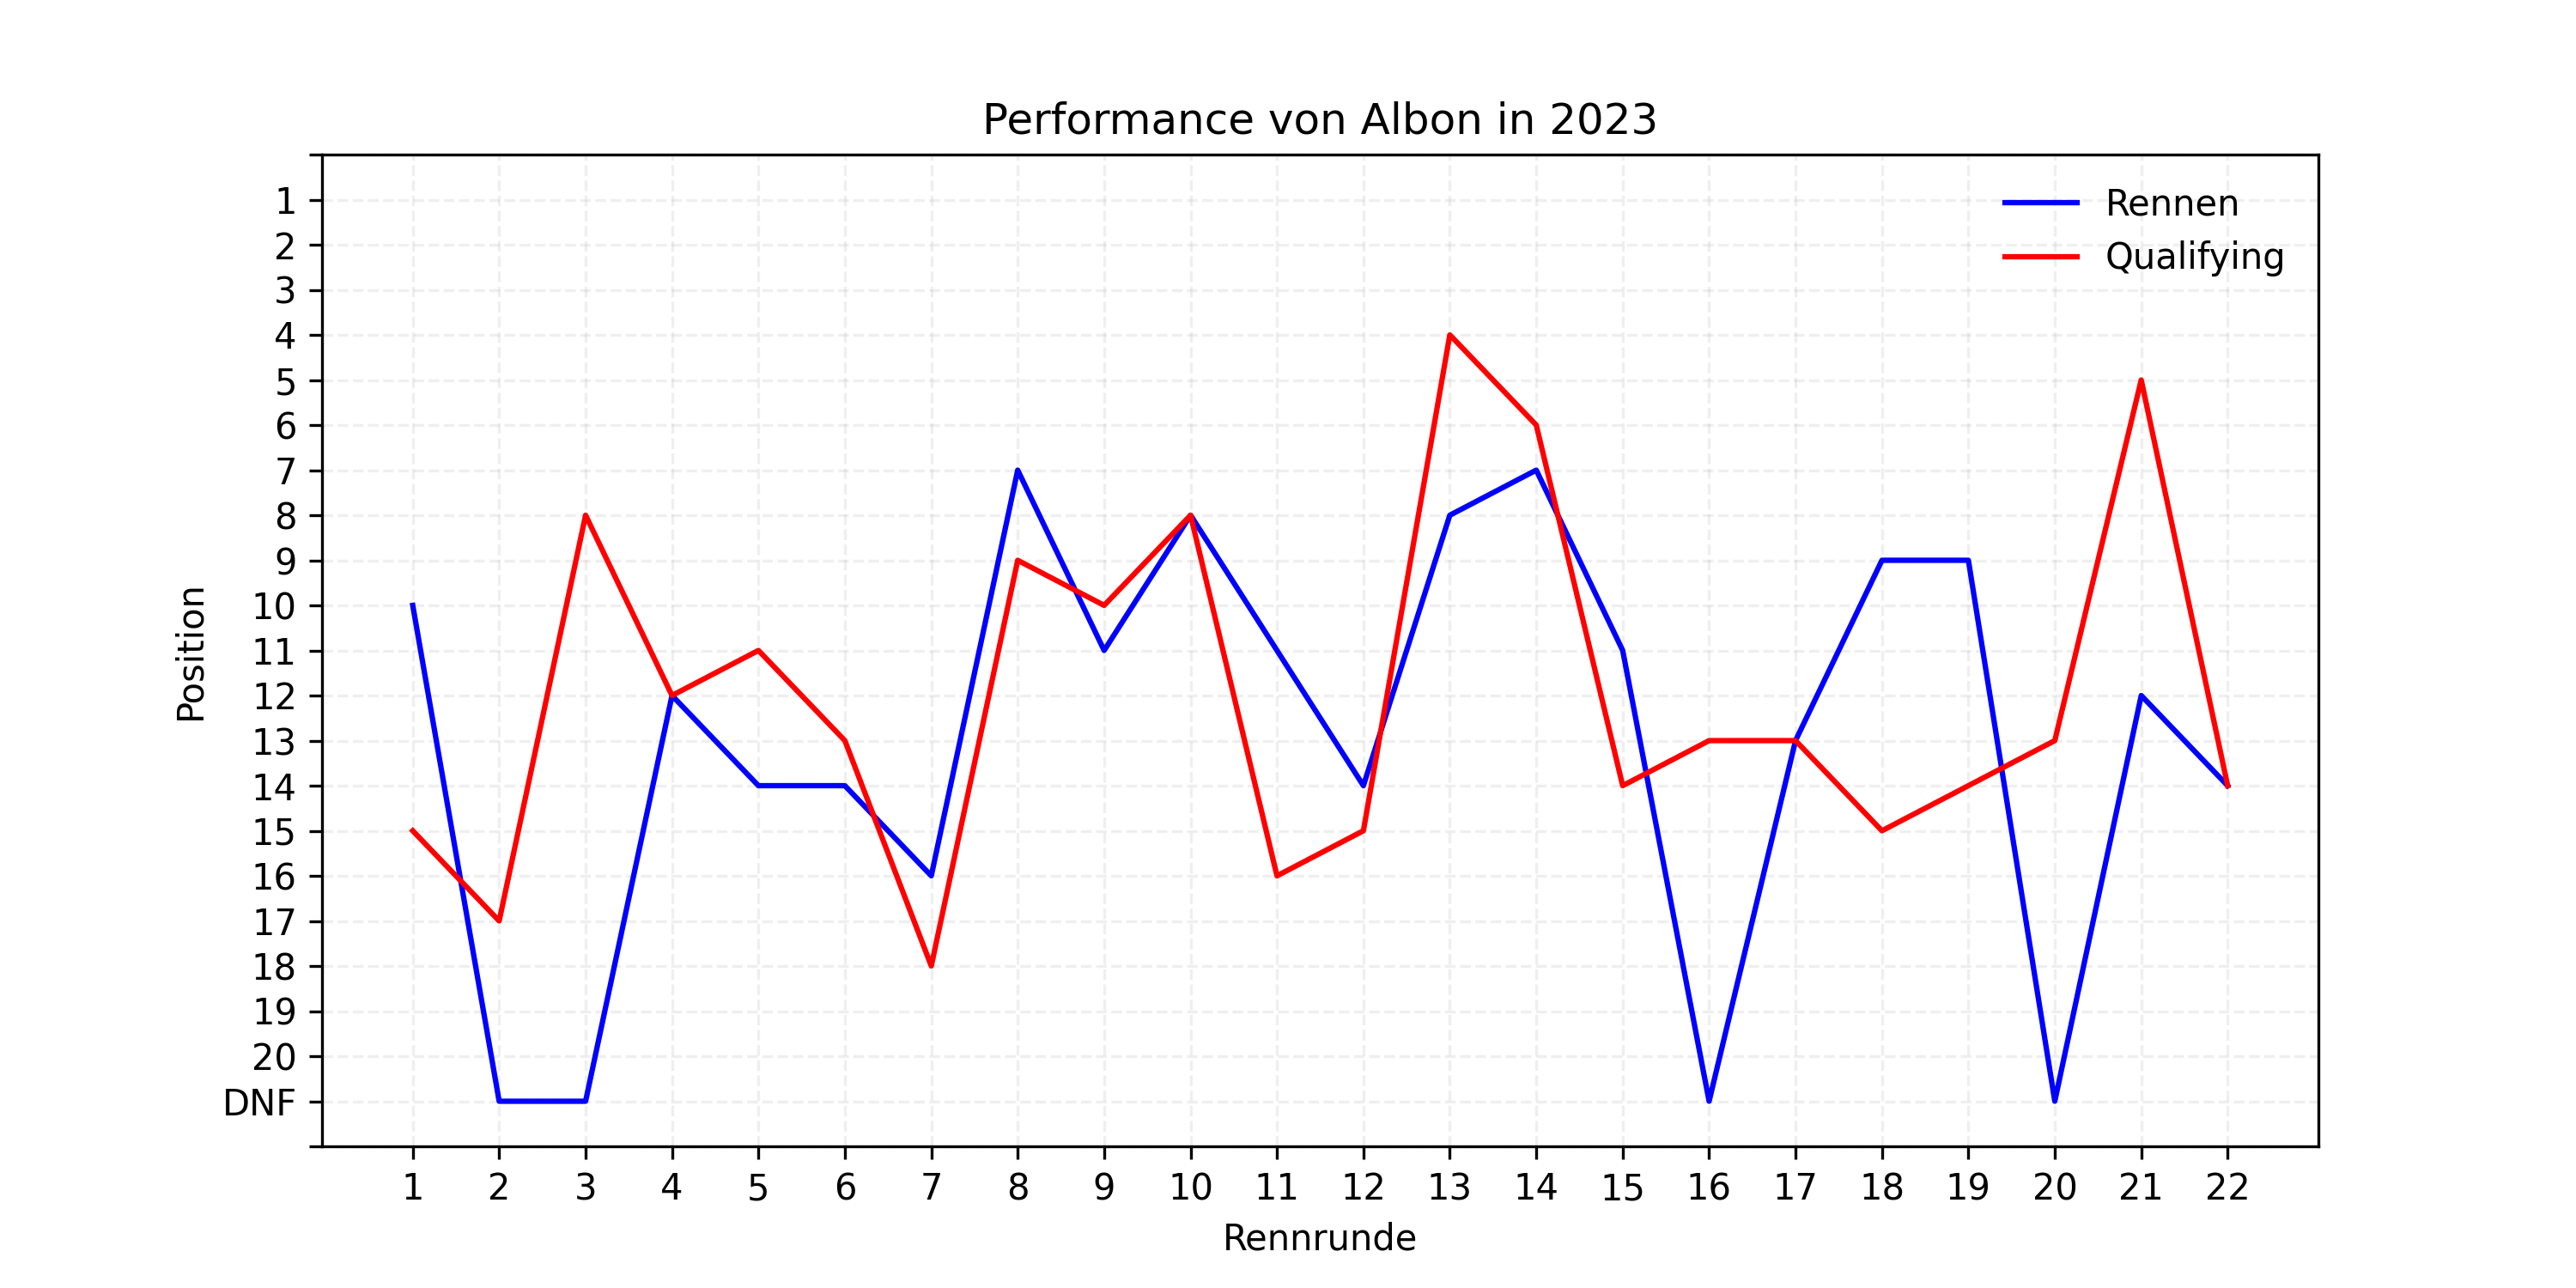 Performance von Albon in 2023
Rennen
Qualifying
Position
1
2
3
4
5
6
7
8
9
10
11
12
13
14
15
16
17
18
19
20
DNF
1 2 3 4 5 6 7 8 9 10 11 12 13 14 15 16 17 18 19 20 21 22
Rennrunde